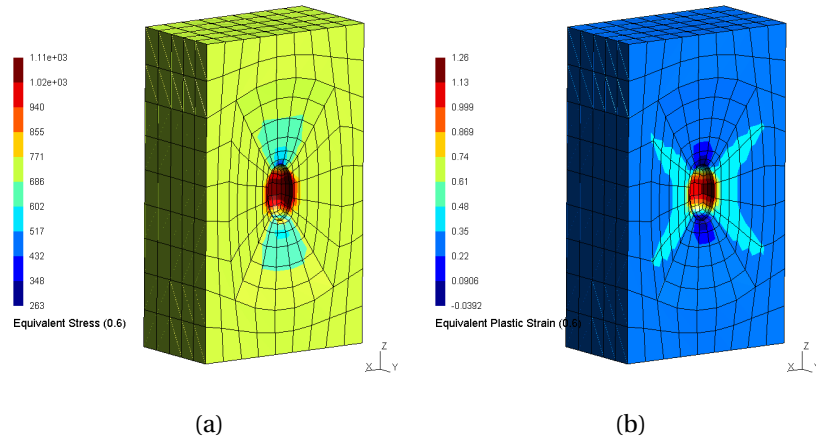 1.11e+03
1.02e+03
940
855
771
686
602
517
432
348
263
Equivalent Stress (0.6)
Z
X
Y
(a)
1.26
1.13
0.999
0.869
0.74
0.61
0.48
0.35
0.22
0.0906
-0.0392
Equivalent Plastic Strain (0.6)
Z
X
Y
(b)